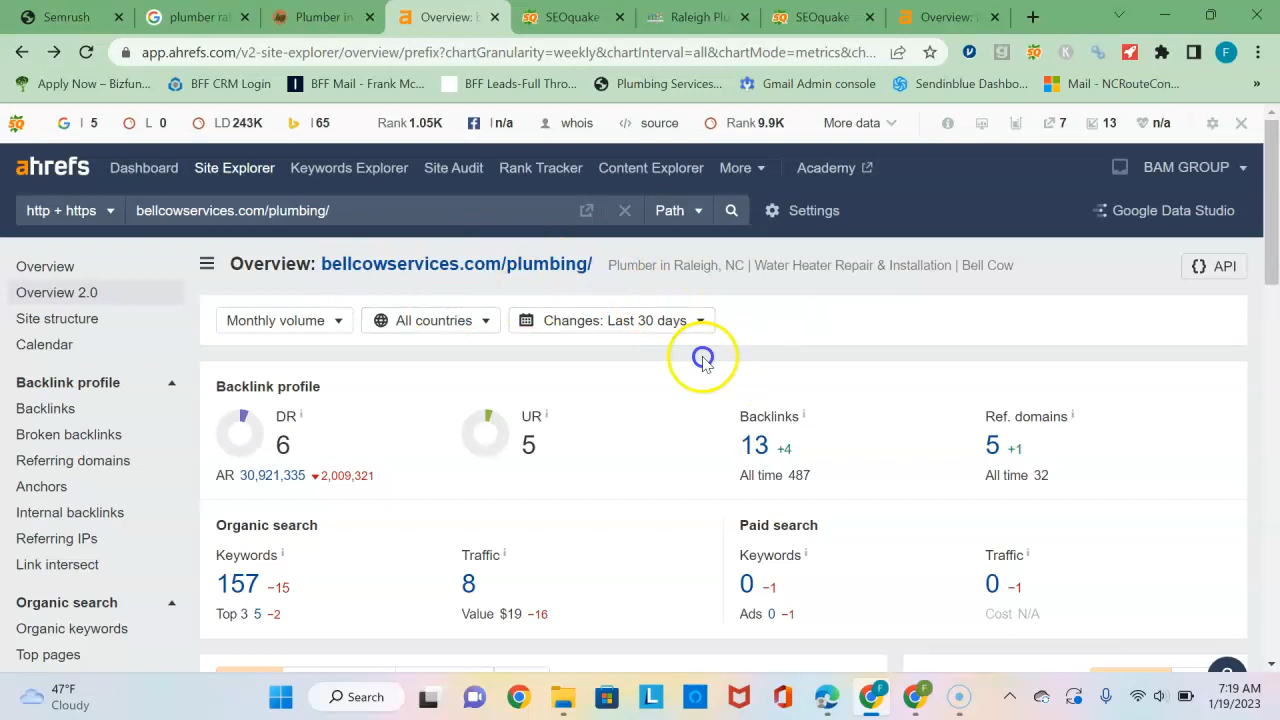 Semrush
plumber ral
Plumber in
Overview: b
SEOquake
Raleigh Plu
SEOquake
Overview:
app.ahrefs.com/v2-site-explorer/overview/prefix?chartGranularity=weekly&chartInterval=all&chartMode=metrics&ch...
Apply Now – Bizfun...
BFF CRM Login
BFF Mail - Frank Mc...
BFF Leads-Full Thro...
Plumbing Services...
Gmail Admin console
Sendinblue Dashbo...
Mail - NCRouteCon...
I 5
L 0
LD 243K
I 65
Rank 1.05K
I n/a
whois
source
Rank 9.9K
More data
7
13
n/a
ahrefs
Dashboard
Site Explorer
Keywords Explorer
Site Audit
Rank Tracker
Content Explorer
More
Academy
BAM GROUP
http + https
bellcowservices.com/plumbing/
Path
Settings
Google Data Studio
Overview
Overview 2.0
Site structure
Calendar
Backlink profile
Backlinks
Broken backlinks
Referring domains
Anchors
Internal backlinks
Referring IPs
Link intersect
Organic search
Organic keywords
Top pages
Overview: bellcowservices.com/plumbing/
Plumber in Raleigh, NC | Water Heater Repair & Installation | Bell Cow
{} API
Monthly volume
All countries
Changes: Last 30 days
Backlink profile
DR
6
AR 30,921,335 2,009,321
UR
5
Backlinks
13 +4
All time 487
Ref. domains
5 +1
All time 32
Organic search
Keywords
157 −15
Top 3 5 −2
Traffic
8
Value $19 −16
Paid search
Keywords
0 −1
Ads 0 −1
Traffic
0 −1
Cost N/A
47°F
Cloudy
Search
7:19 AM
1/19/2023